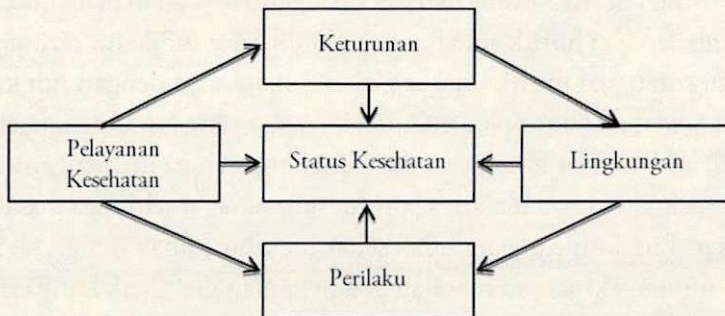 Keturunan
Pelayanan
Kesehatan
Status Kesehatan
Lingkungan
Perilaku